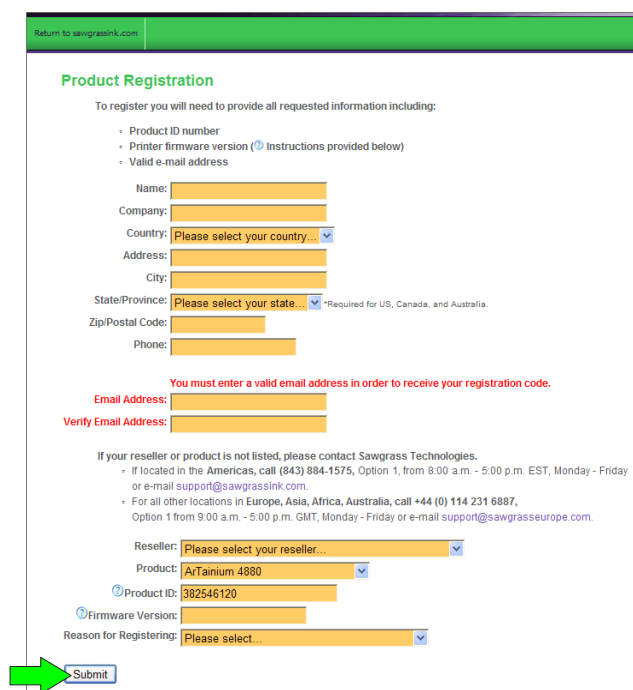 Return to sawgrassink.com
Product Registration
To register you will need to provide all requested information including:
◦ Product ID number
◦ Printer firmware version (? Instructions provided below)
◦ Valid e-mail address
Name:
Company:
Country: Please select your country...
Address:
City:
State/Province: Please select your state... *Required for US, Canada, and Australia.
Zip/Postal Code:
Phone:
You must enter a valid email address in order to receive your registration code.
Email Address:
Verify Email Address:
If your reseller or product is not listed, please contact Sawgrass Technologies.
◦ If located in the Americas, call (843) 884-1575, Option 1, from 8:00 a.m. - 5:00 p.m. EST, Monday - Friday
or e-mail support@sawgrassink.com.
◦ For all other locations in Europe, Asia, Africa, Australia, call +44 (0) 114 231 6887,
Option 1 from 9:00 a.m. - 5:00 p.m. GMT, Monday - Friday or e-mail support@sawgrasseurope.com.
Reseller: Please select your reseller...
Product: ArTainium 4880
? Product ID: 382546120
? Firmware Version:
Reason for Registering: Please select...
Submit